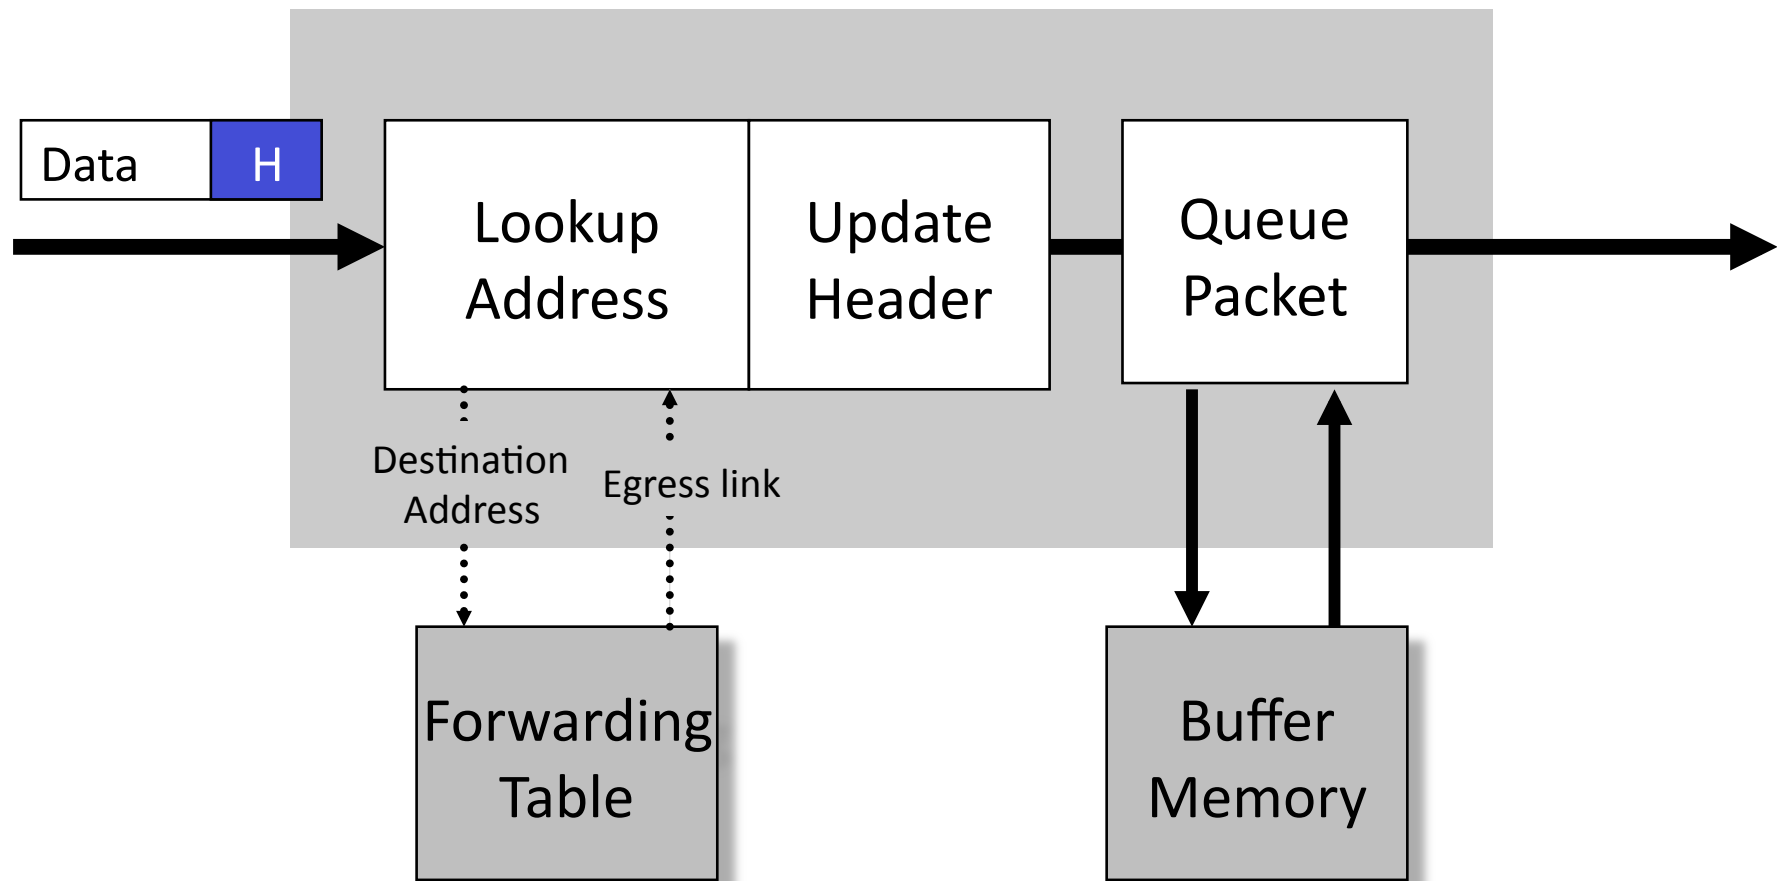 Data
H
Lookup
Address
Update
Header
Queue
Packet
Destination
Address
Egress link
Forwarding
Table
Buffer
Memory